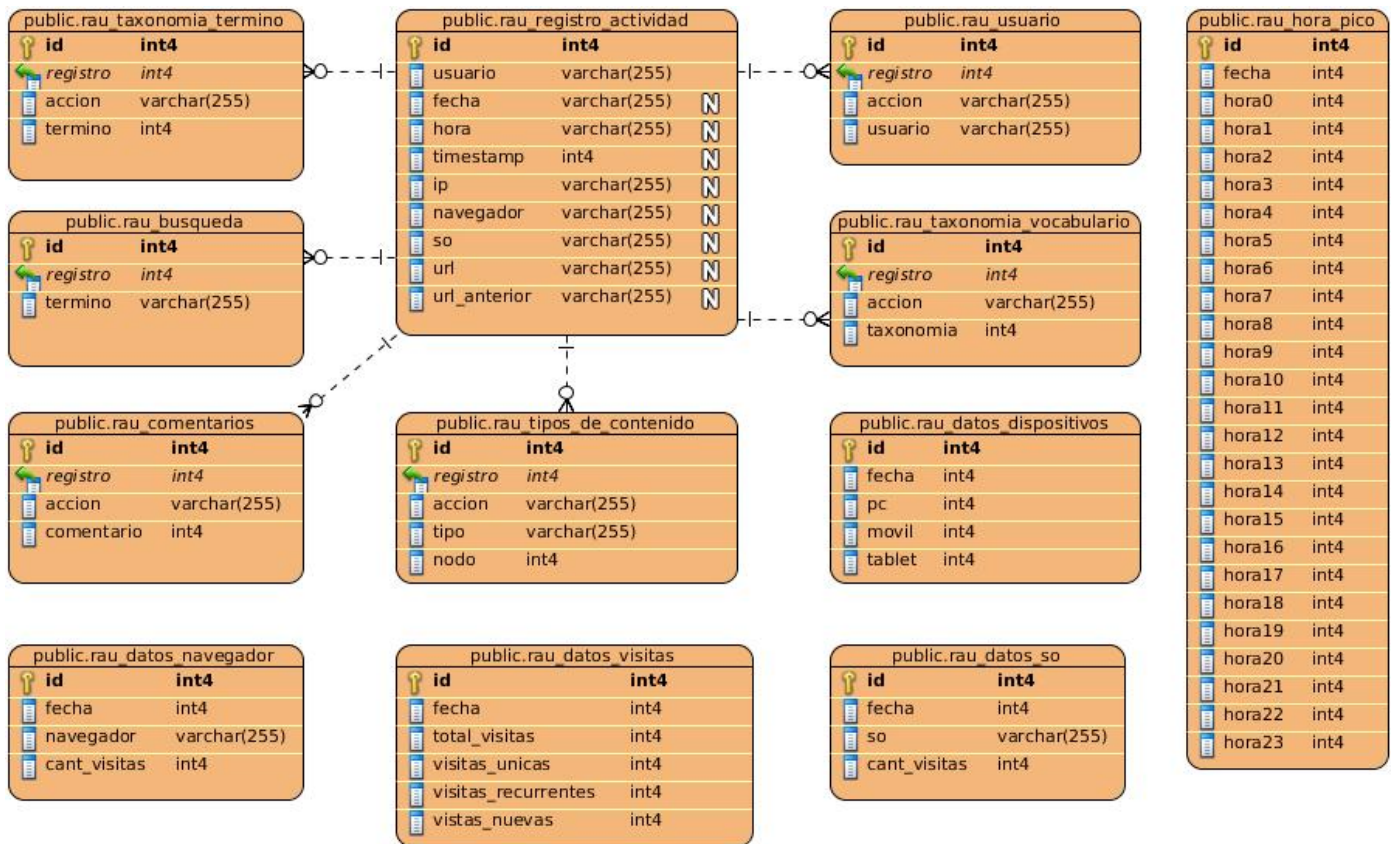 public.rau_taxonomia_termino
id int4
registro int4
accion varchar(255)
termino int4
public.rau_registro_actividad
id int4
usuario varchar(255)
fecha varchar(255) N
hora varchar(255) N
timestamp int4 N
ip varchar(255) N
navegador varchar(255) N
so varchar(255) N
url varchar(255) N
url_anterior varchar(255) N
public.rau_usuario
id int4
registro int4
accion varchar(255)
usuario varchar(255)
public.rau_hora_pico
id int4
fecha int4
hora0 int4
hora1 int4
hora2 int4
hora3 int4
hora4 int4
hora5 int4
hora6 int4
hora7 int4
hora8 int4
hora9 int4
hora10 int4
hora11 int4
hora12 int4
hora13 int4
hora14 int4
hora15 int4
hora16 int4
hora17 int4
hora18 int4
hora19 int4
hora20 int4
hora21 int4
hora22 int4
hora23 int4
public.rau_busqueda
id int4
registro int4
termino varchar(255)
public.rau_taxonomia_vocabulario
id int4
registro int4
accion varchar(255)
taxonomia int4
public.rau_comentarios
id int4
registro int4
accion varchar(255)
comentario int4
public.rau_tipos_de_contenido
id int4
registro int4
accion varchar(255)
tipo varchar(255)
nodo int4
public.rau_datos_dispositivos
id int4
fecha int4
pc int4
movil int4
tablet int4
public.rau_datos_navegador
id int4
fecha int4
navegador varchar(255)
cant_visitas int4
public.rau_datos_visitas
id int4
fecha int4
total_visitas int4
visitas_unicas int4
visitas_recurrentes int4
vistas_nuevas int4
public.rau_datos_so
id int4
fecha int4
so varchar(255)
cant_visitas int4